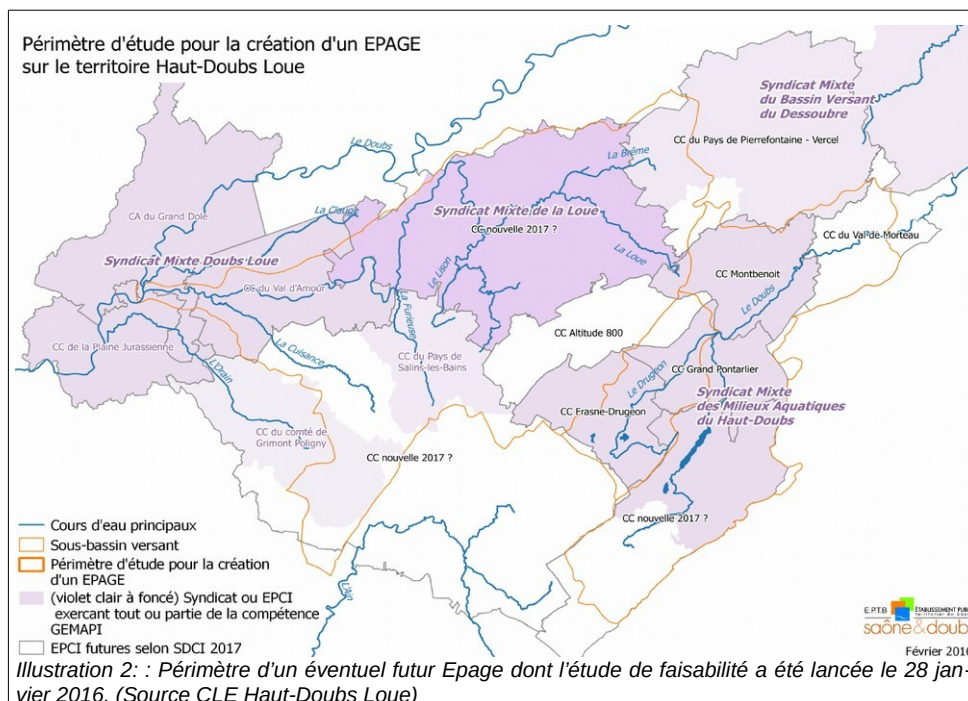 Périmètre d'étude pour la création d'un EPAGE
sur le territoire Haut-Doubs Loue
Syndicat Mixte
du Bassin Versant
du Dessoubre
CC du Pays de Pierrefontaine - Vercel
Le Doubs
La Brême
CA du Grand Dole
La Clauge
Syndicat Mixte de la Loue
CC nouvelle 2017 ?
CC du Val de Morteau
Syndicat Mixte Doubs Loue
Le Lison
La Loue
CC Montbenoit
CC du Val d'Amour
La Furieuse
Le Doubs
CC Altitude 800
CC de la Plaine Jurassienne
La Cuisance
CC du Pays de
Salins-les-Bains
L'Orain
Le Drugeon
CC Grand Pontarlier
CC Frasne-Drugeon
Syndicat Mixte
des Milieux Aquatiques
du Haut-Doubs
CC du comté de
Grimont Poligny
CC nouvelle 2017 ?
CC nouvelle 2017 ?
L'Ain
Cours d'eau principaux
Sous-bassin versant
Périmètre d'étude pour la création
d'un EPAGE
(violet clair à foncé) Syndicat ou EPCI
exerçant tout ou partie de la compétence
GEMAPI
EPCI futures selon SDCI 2017
E.P.T.B
ÉTABLISSEMENT PUBL
saône&doub
Février 2016
Illustration 2: : Périmètre d'un éventuel futur Epage dont l'étude de faisabilité a été lancée le 28 jan-
vier 2016. (Source CLE Haut-Doubs Loue)